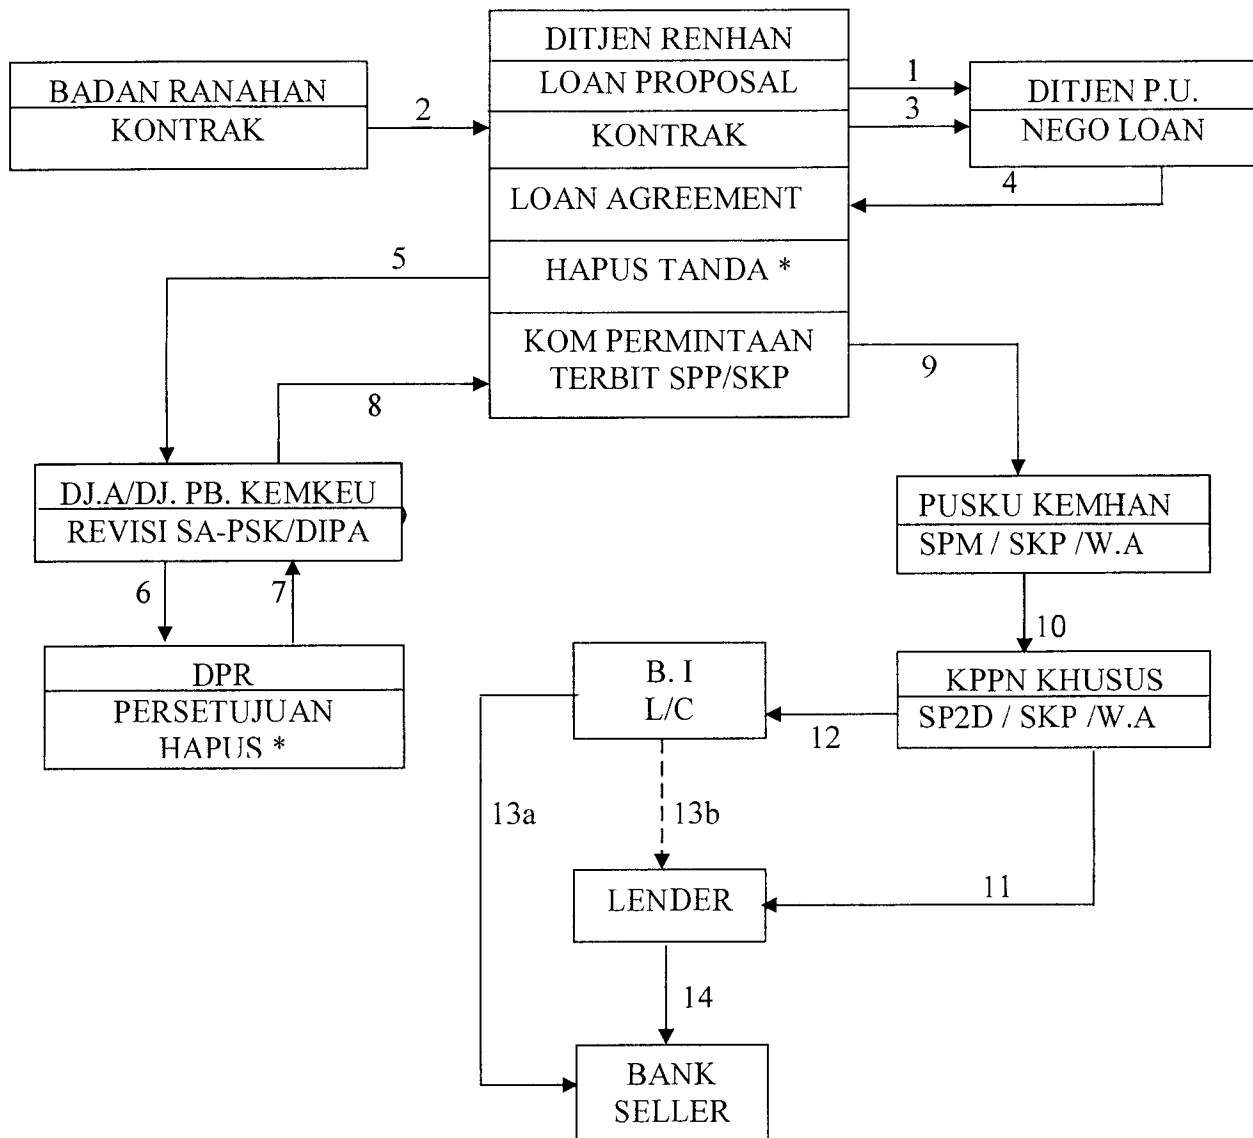 DITJEN RENHAN
LOAN PROPOSAL
KONTRAK
LOAN AGREEMENT
HAPUS TANDA *
KOM PERMINTAAN
TERBIT SPP/SKP
BADAN RANAHAN
KONTRAK
2
1
3
DITJEN P.U.
NEGO LOAN
4
5
8
9
DJ.A/DJ. PB. KEMKEU
REVISI SA-PSK/DIPA
6
7
DPR
PERSETUJUAN
HAPUS *
PUSKU KEMHAN
SPM / SKP /W.A
10
KPPN KHUSUS
SP2D / SKP /W.A
B. I
L/C
12
13a
13b
11
LENDER
14
BANK
SELLER